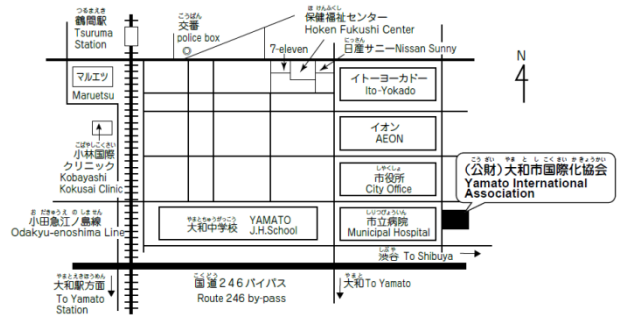 つるまえき
鶴間駅
Tsuruma
Station
こうばん
交番
police box
ほけんふくし
保健福祉センター
Hoken Fukushi Center
7-eleven
にっさん
日産サニーNissan Sunny
N
4
マルエツ
Maruetsu
イトーヨーカドー
Ito-Yokado
イオン
AEON
こばやしこくさい
小林国際
クリニック
Kobayashi
Kokusai Clinic
しやくしょ
市役所
City Office
こうざい やまとしこくさいかきょうかい
(公財)大和市国際化協会
Yamato International
Association
おだきゅうえのしません
小田急江ノ島線
Odakyu-enoshima Line
やまとちゅうがっこう
大和中学校 YAMATO
J.H.School
しりつびょういん
市立病院
Municipal Hospital
しぶや
渋谷 To Shibuya
やまとえきほうめん
大和駅方面
To Yamato
Station
こくどう
国道246バイパス
Route 246 by-pass
やまと
大和To Yamato